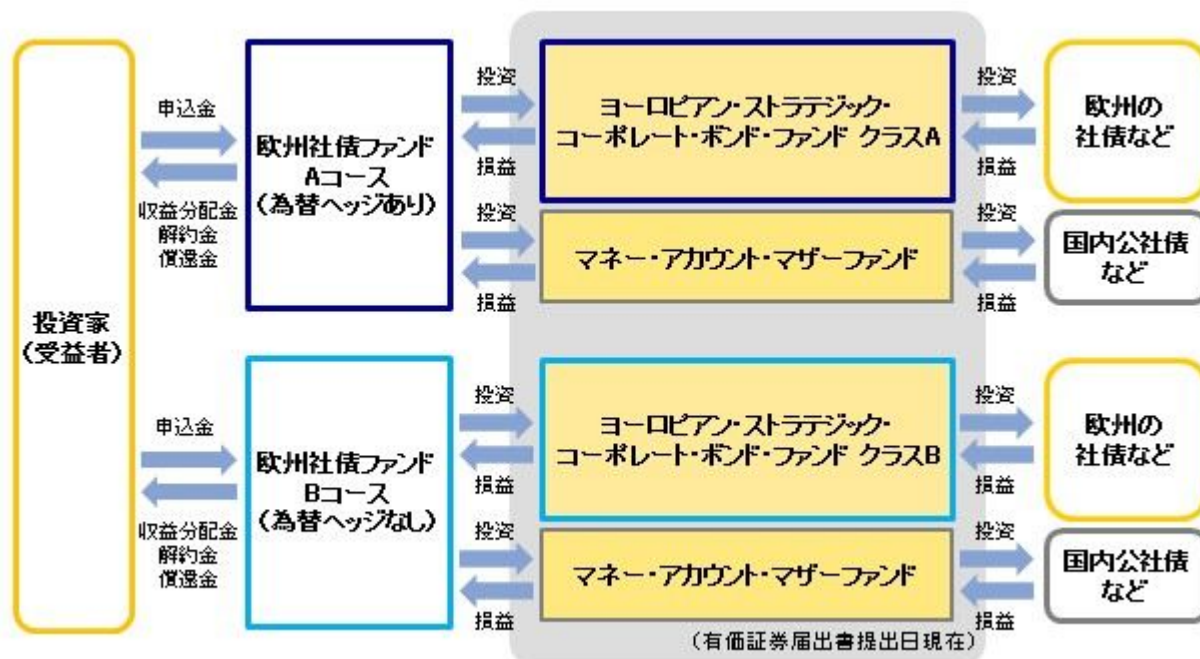 投資家
（受益者）
申込金
収益分配金
解約金
償還金
欧州社債ファンド
Aコース
（為替ヘッジあり）
投資
損益
ヨーロピアン・ストラテジック・
コーポレート・ボンド・ファンド クラスA
投資
損益
欧州の
社債など
投資
損益
マネー・アカウント・マザーファンド
投資
損益
国内公社債
など
申込金
収益分配金
解約金
償還金
欧州社債ファンド
Bコース
（為替ヘッジなし）
投資
損益
ヨーロピアン・ストラテジック・
コーポレート・ボンド・ファンド クラスB
投資
損益
欧州の
社債など
投資
損益
マネー・アカウント・マザーファンド
投資
損益
国内公社債
など
（有価証券届出書提出日現在）